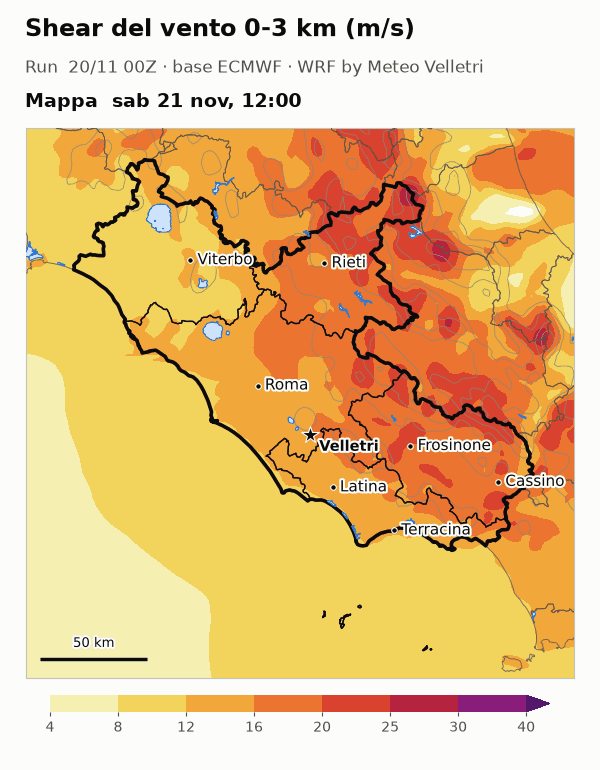 Shear del vento 0-3 km (m/s)
Run 20/11 00Z · base ECMWF · WRF by Meteo Velletri
Mappa sab 21 nov, 12:00
Viterbo
Rieti
Roma
Velletri
Frosinone
Latina
Cassino
Terracina
50 km
4 8 12 16 20 25 30 40